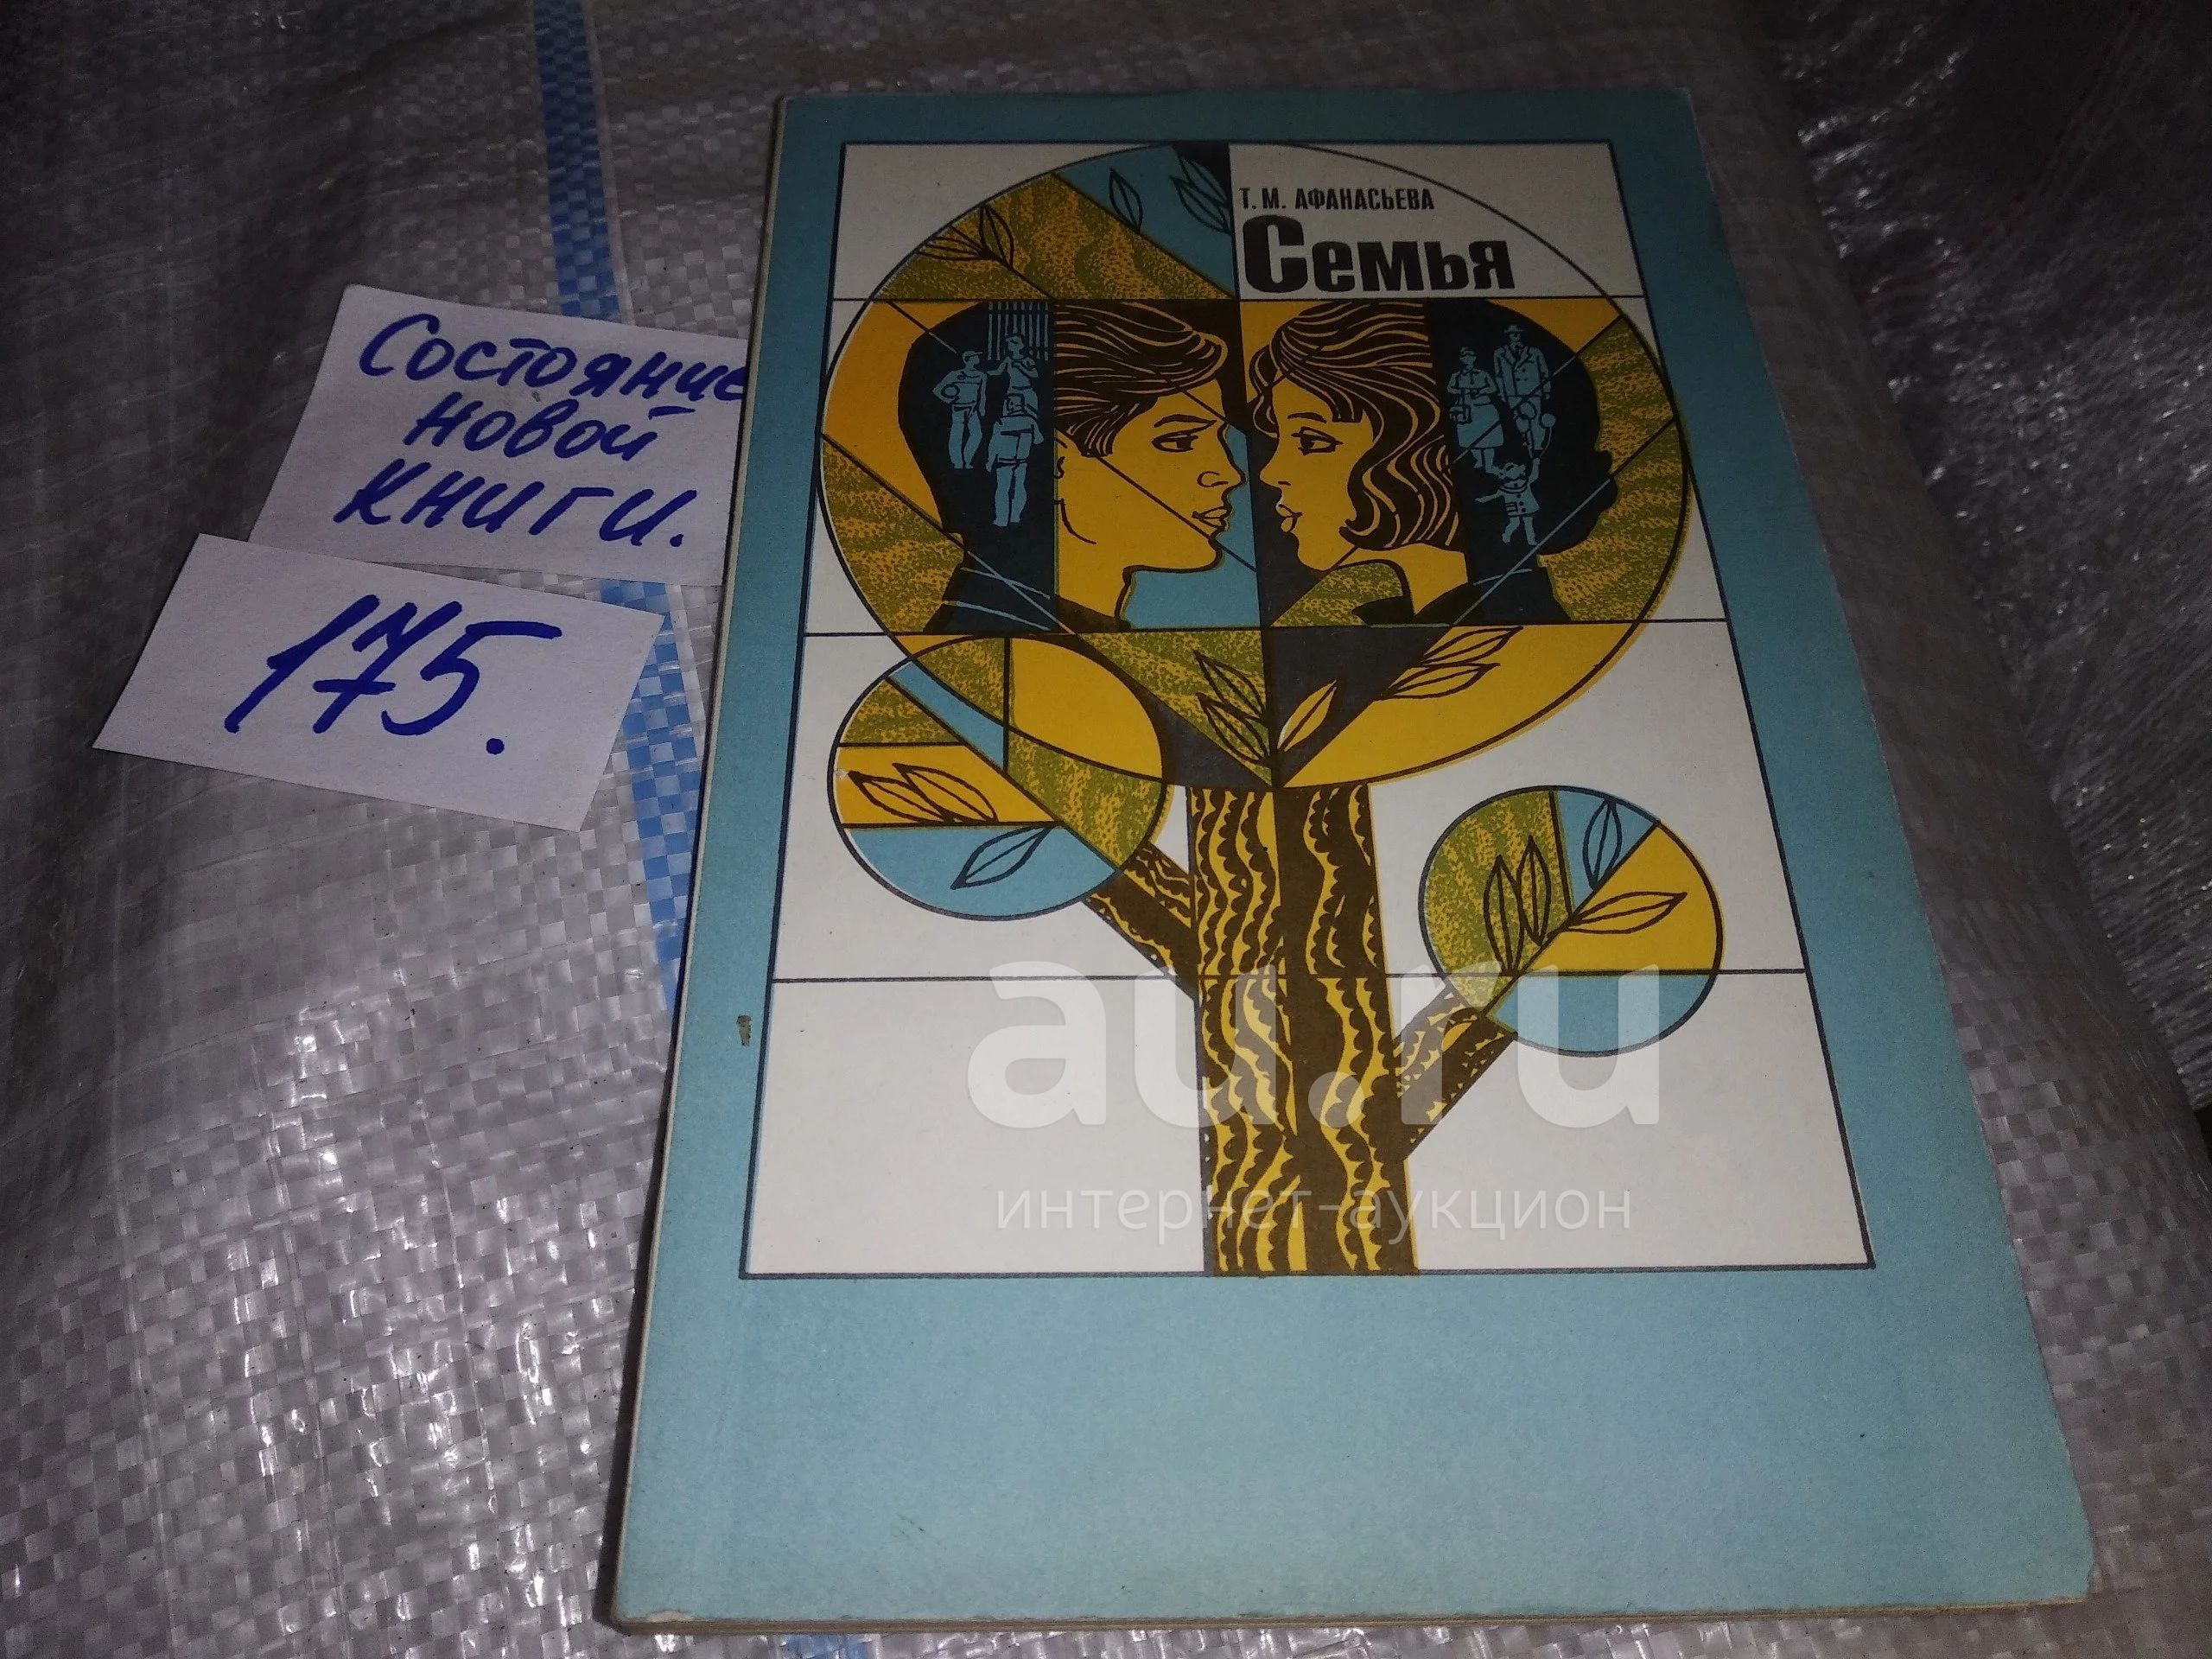 Т. М. АФАНАСЬЕВА
Семья
Состояние
новой
книги.
175.
au.ru
интернет-аукцион